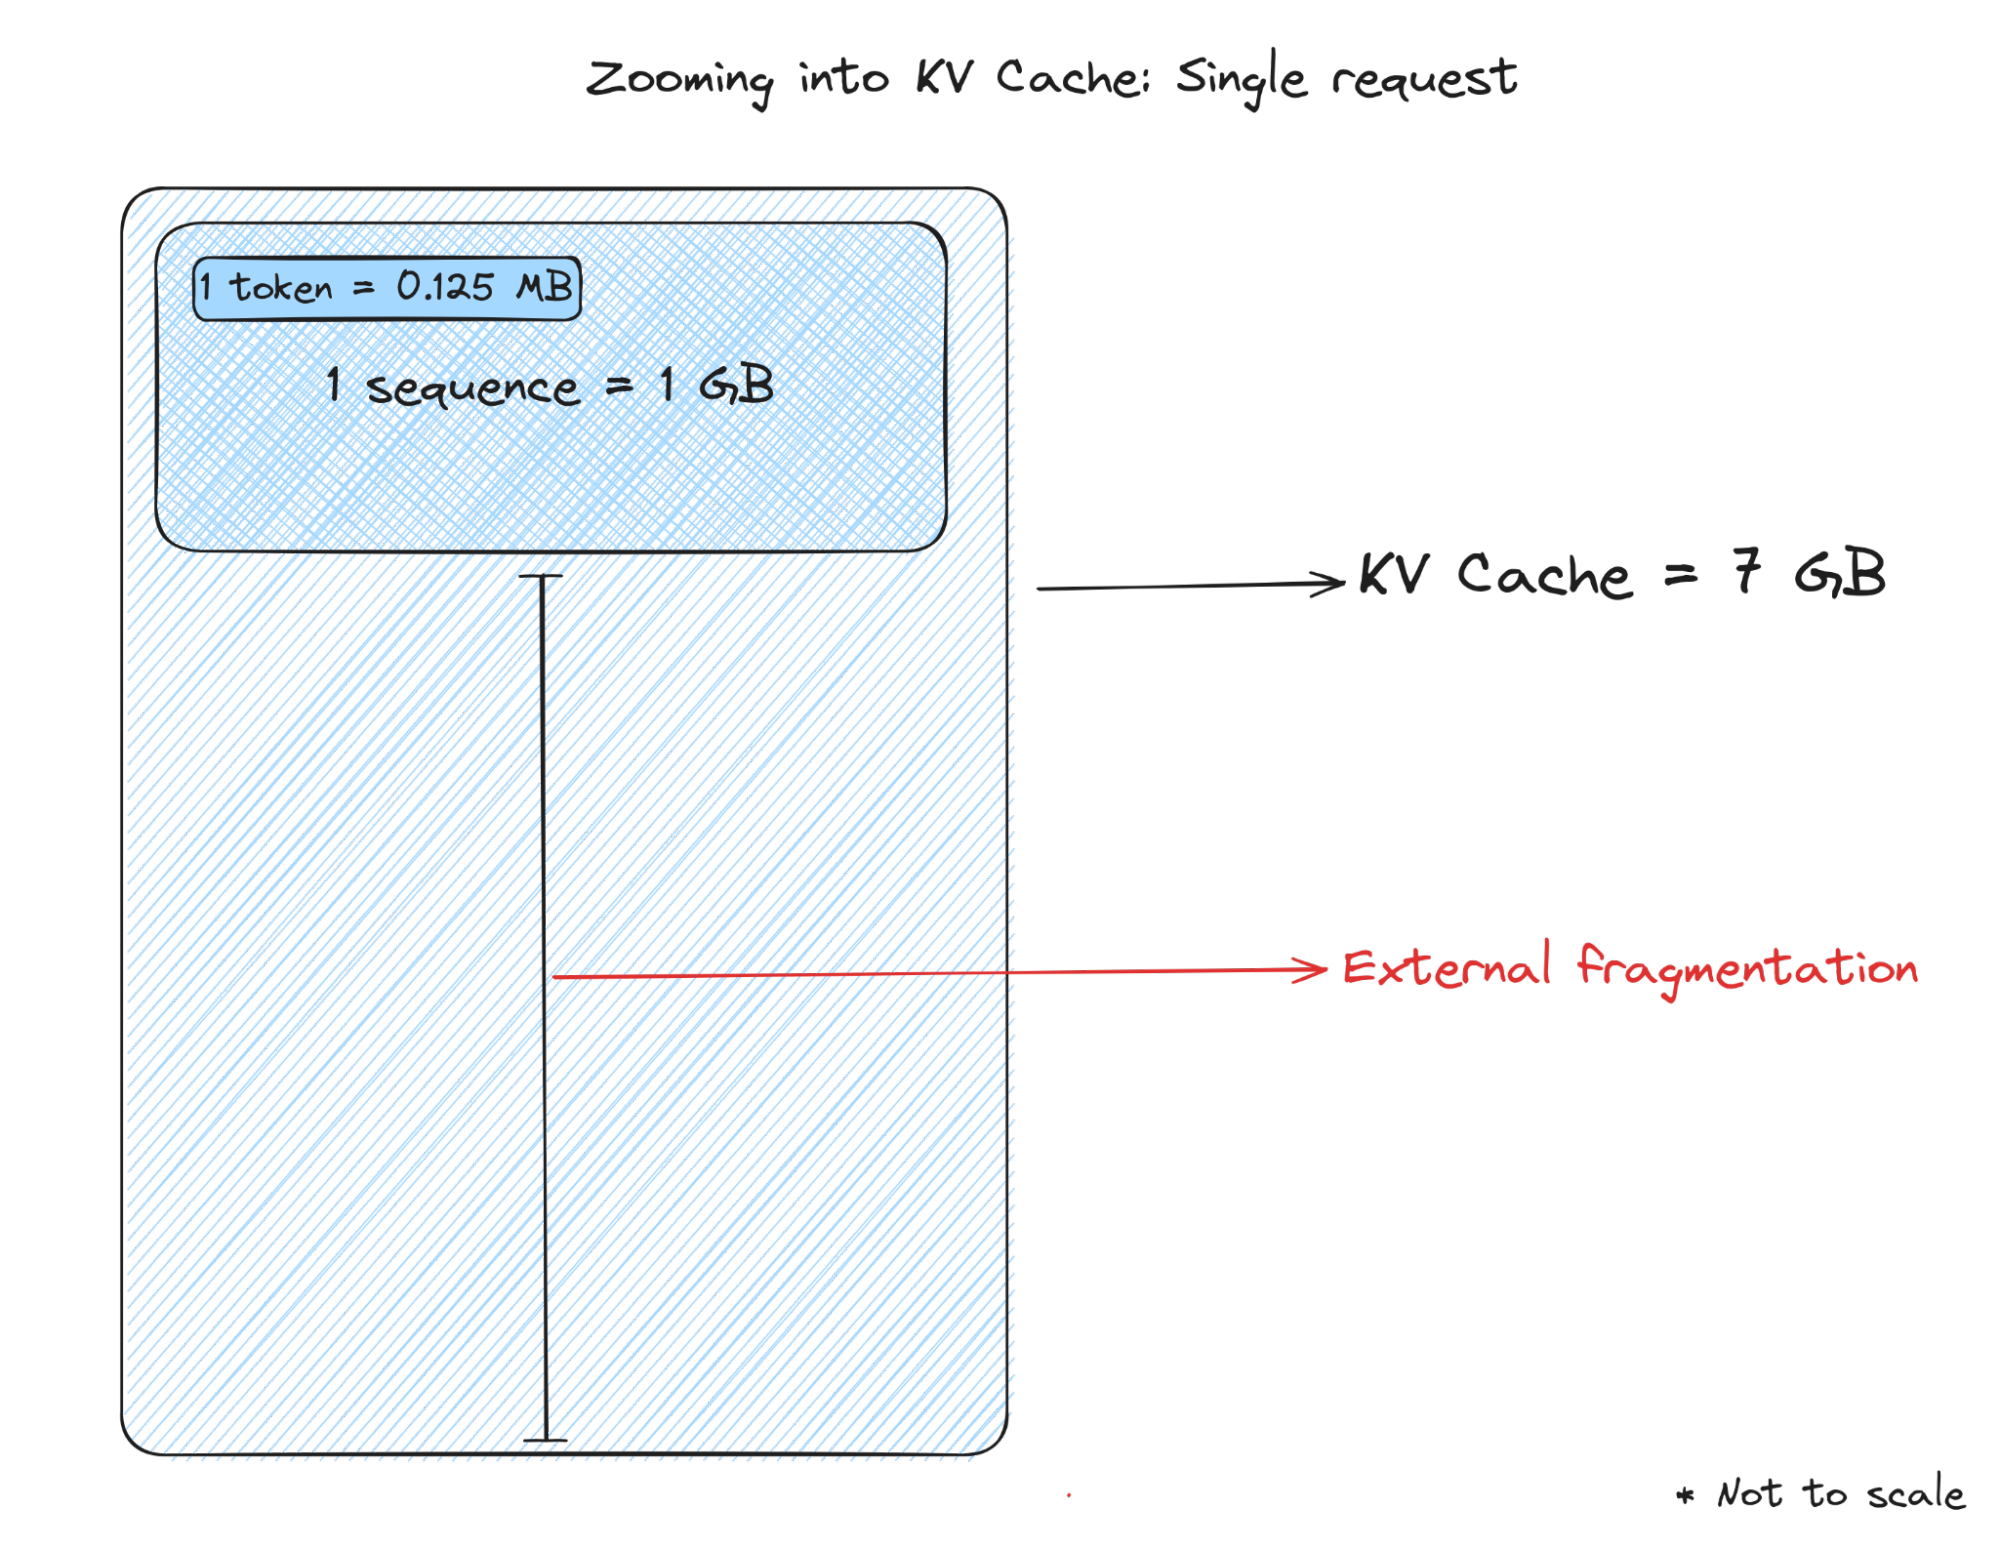 Zooming into KV Cache: Single request
1 token = 0.125 MB
1 sequence = 1 GB
KV Cache = 7 GB
External fragmentation
* Not to scale